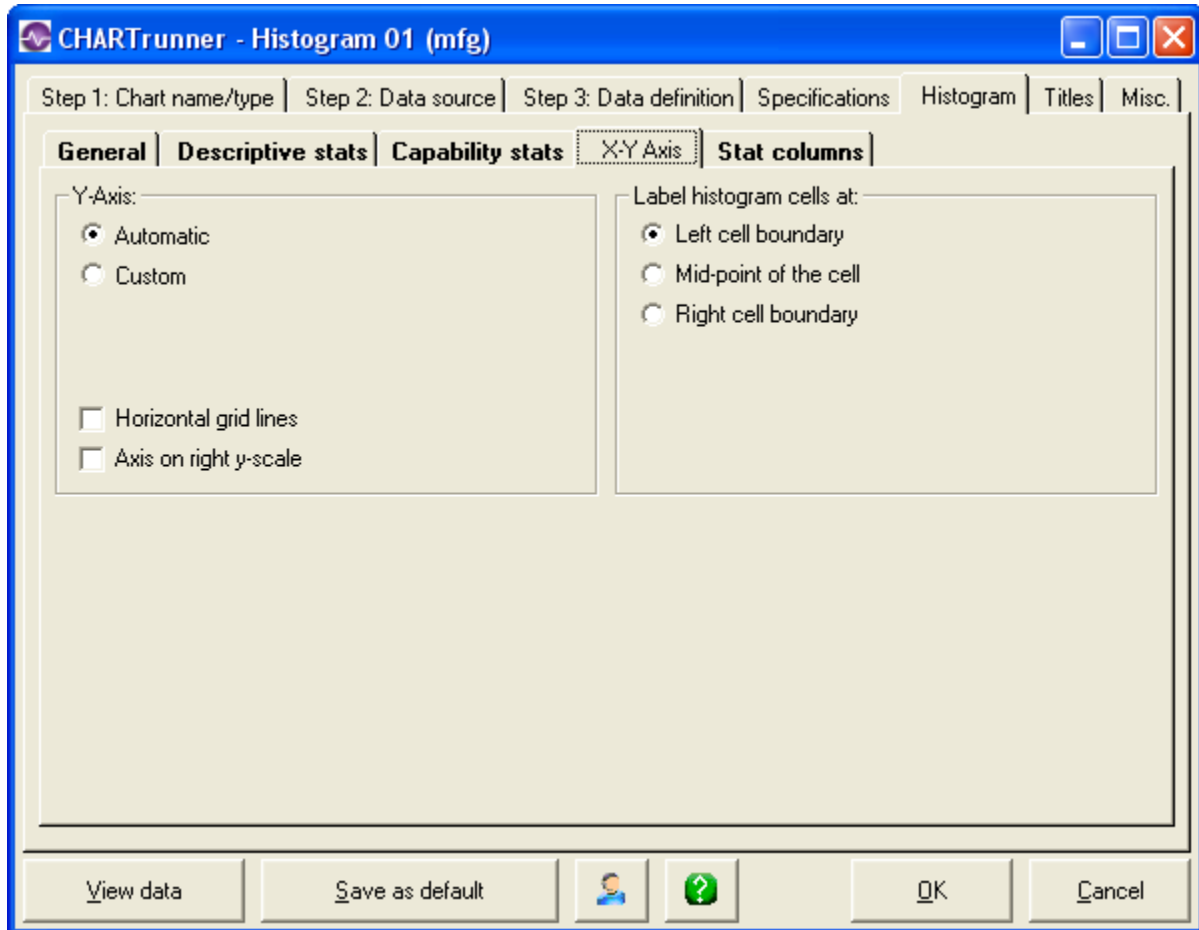 CHARTrunner - Histogram 01 (mfg)
Step 1: Chart name/type Step 2: Data source Step 3: Data definition Specifications Histogram Titles Misc.
General Descriptive stats Capability stats X-Y Axis Stat columns
Y-Axis:
Automatic
Custom
Horizontal grid lines
Axis on right y-scale
Label histogram cells at:
Left cell boundary
Mid-point of the cell
Right cell boundary
View data Save as default ? OK Cancel